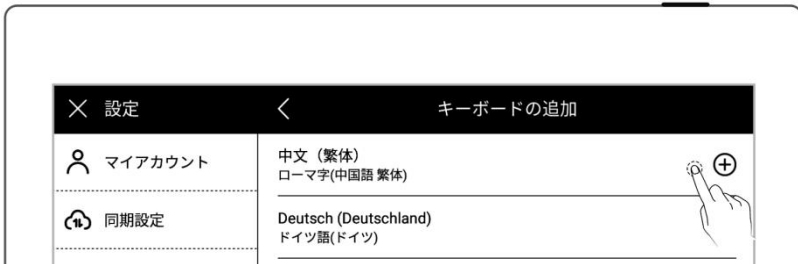 設定
キーボードの追加
マイアカウント
中文（繁体）
ローマ字(中国語 繁体)
同期設定
Deutsch (Deutschland)
ドイツ語(ドイツ)